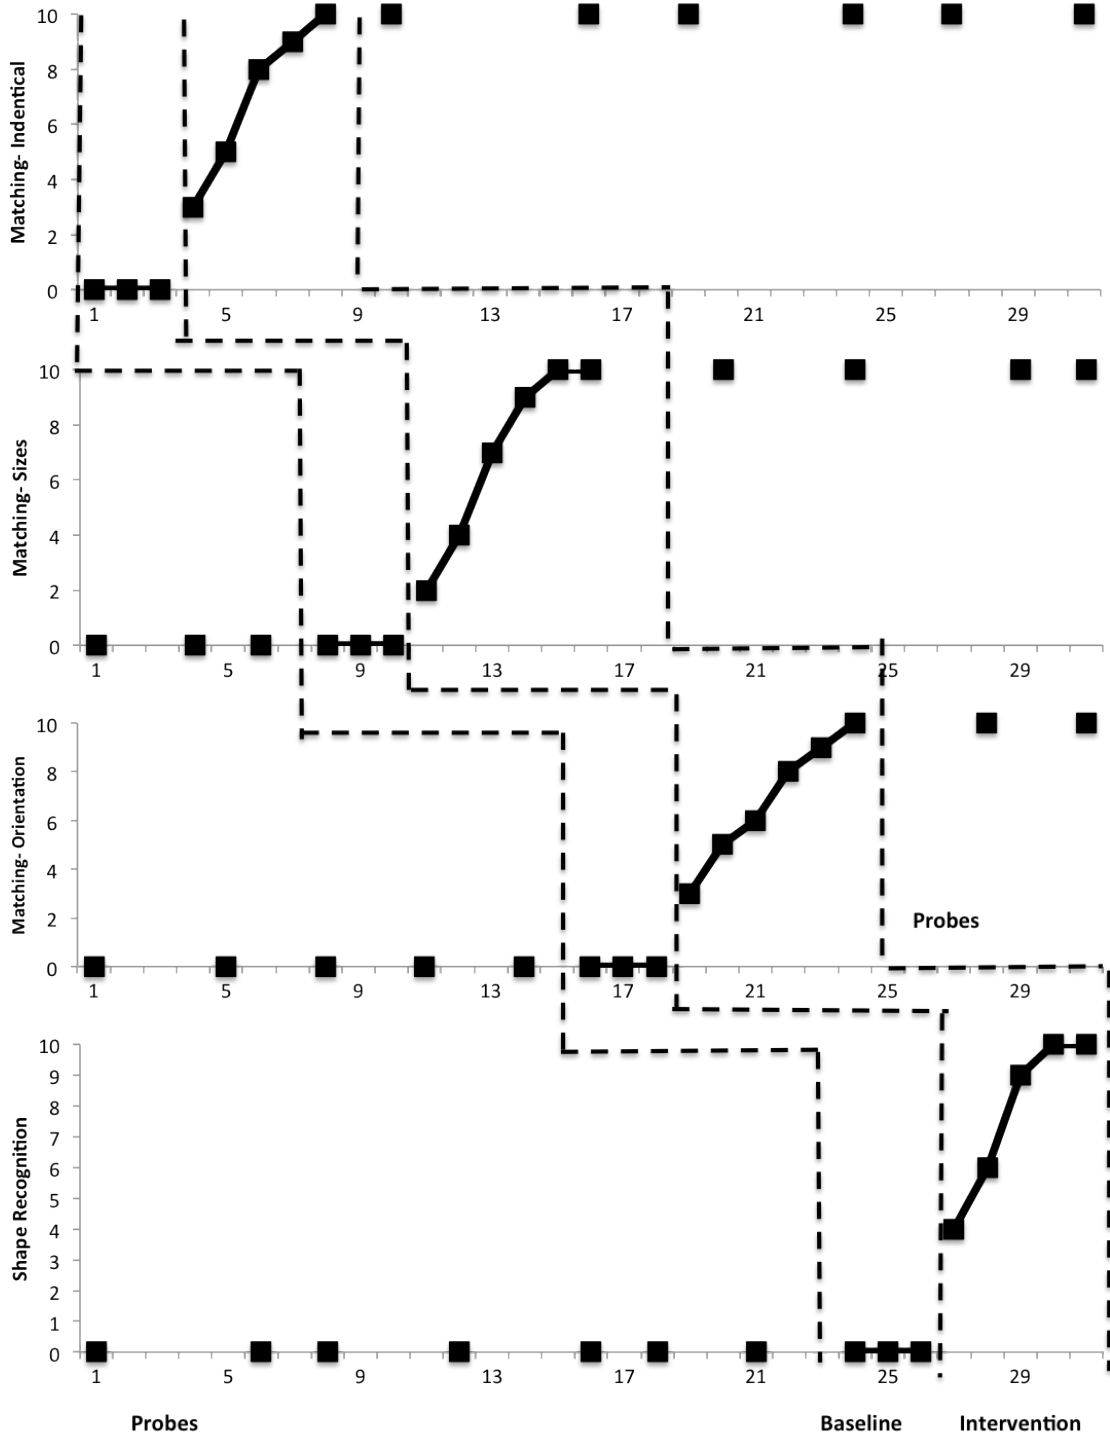 Matching- Indentical
10
8
6
4
2
0
1 5 9 13 17 21 25 29
Matching- Sizes
10
8
6
4
2
0
1 5 9 13 17 21 25 29
Matching- Orientation
10
8
6
4
2
0
Probes
1 5 9 13 17 21 25 29
Shape Recognition
10
9
8
7
6
5
4
3
2
1
0
1 5 9 13 17 21 25 29
Probes Baseline Intervention